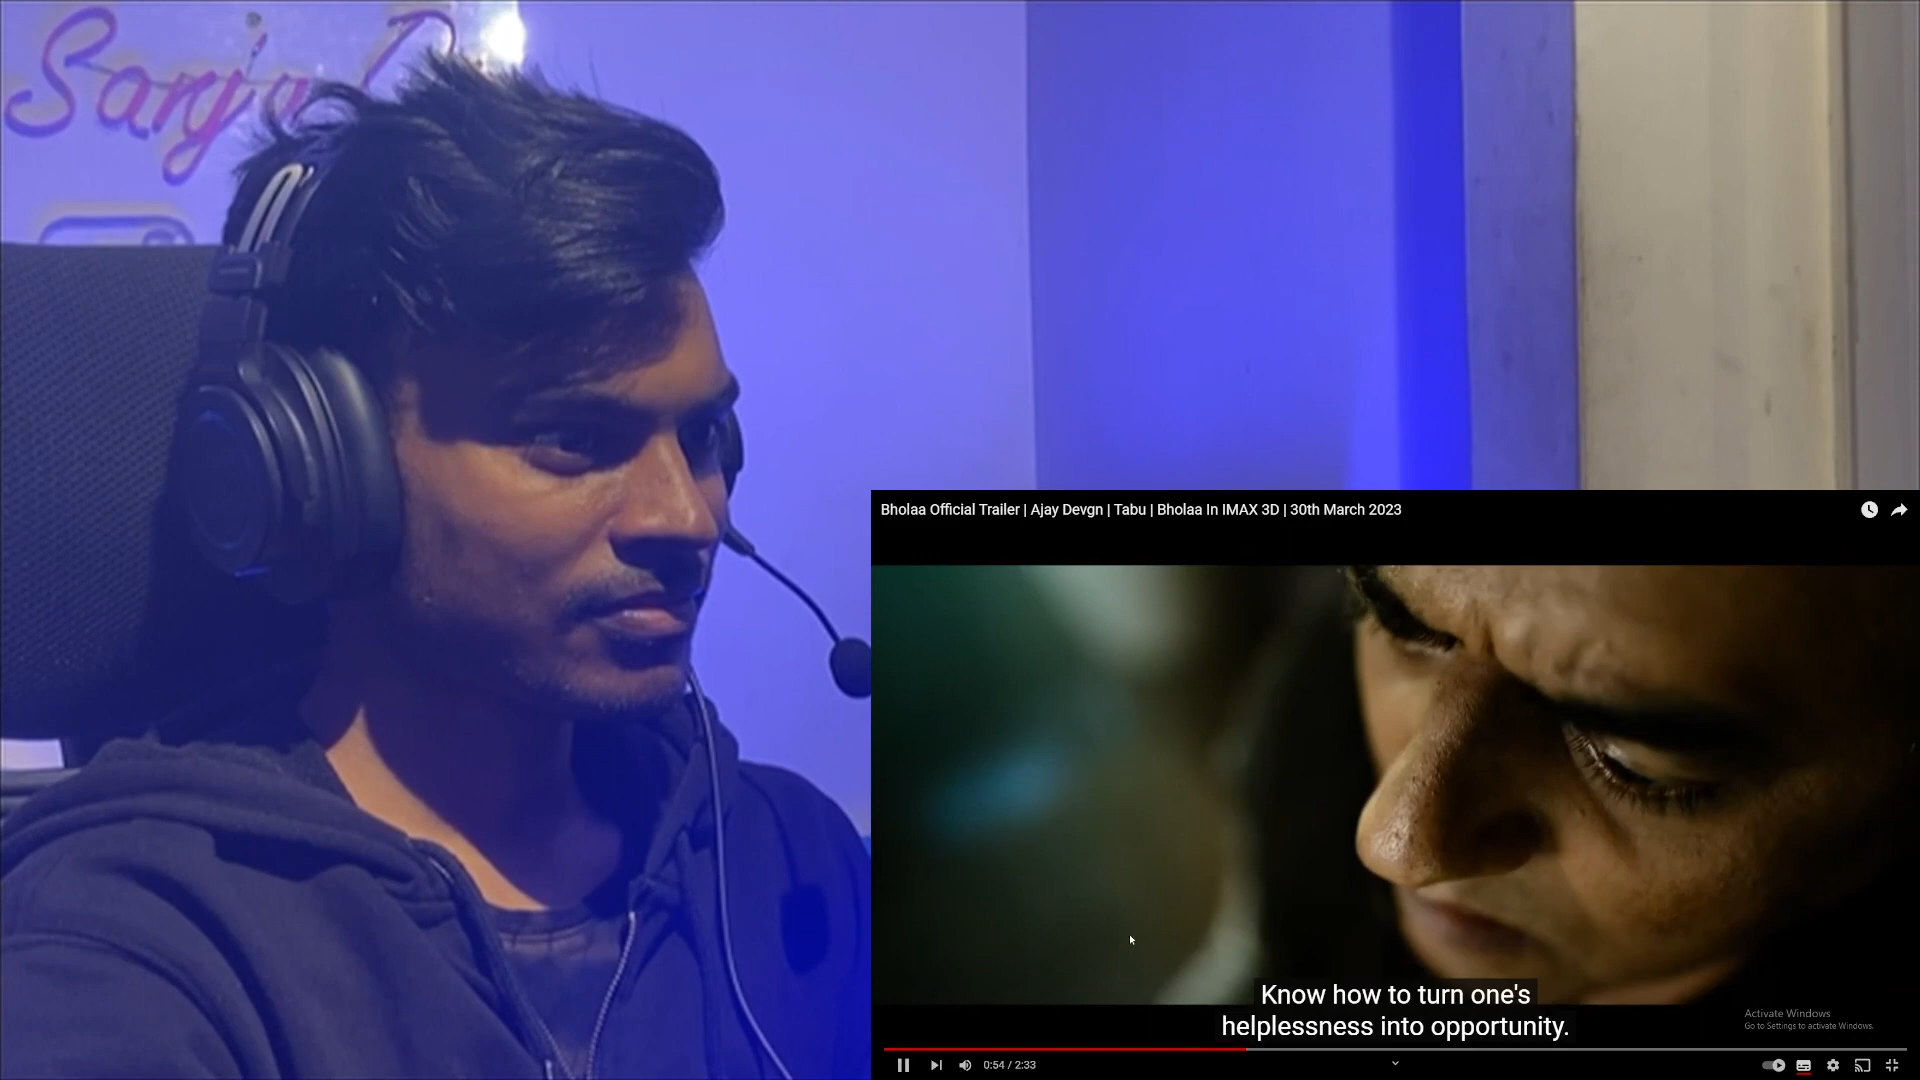 Sanja
Bholaa Official Trailer | Ajay Devgn | Tabu | Bholaa In IMAX 3D | 30th March 2023
Know how to turn one's
helplessness into opportunity.
Activate Windows
Go to Settings to activate Windows.
0:54 / 2:33